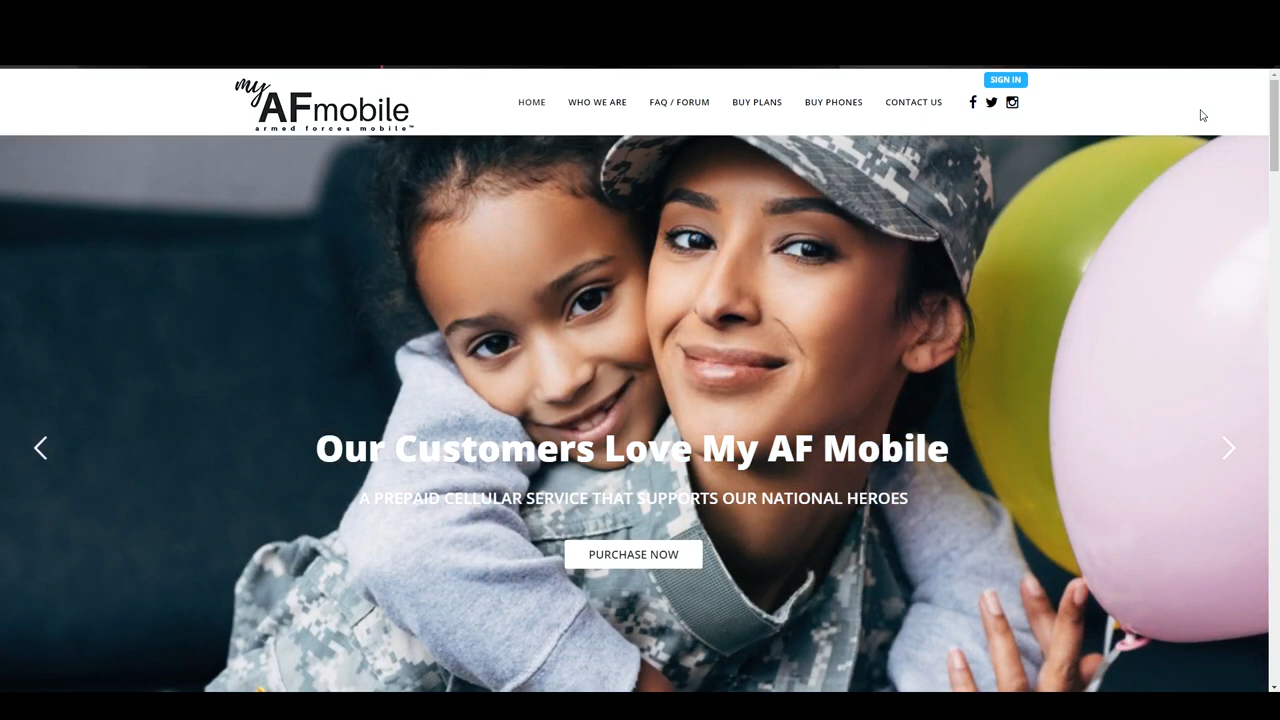 my
AFmobile
armed forces mobile™
SIGN IN
HOME WHO WE ARE FAQ / FORUM BUY PLANS BUY PHONES CONTACT US
Our Customers Love My AF Mobile
A PREPAID CELLULAR SERVICE THAT SUPPORTS OUR NATIONAL HEROES
PURCHASE NOW